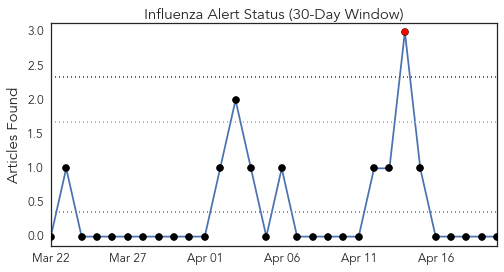 Influenza Alert Status (30-Day Window)
Articles Found
3.0
2.5
2.0
1.5
1.0
0.5
0.0
Mar 22 Mar 27 Apr 01 Apr 06 Apr 11 Apr 16